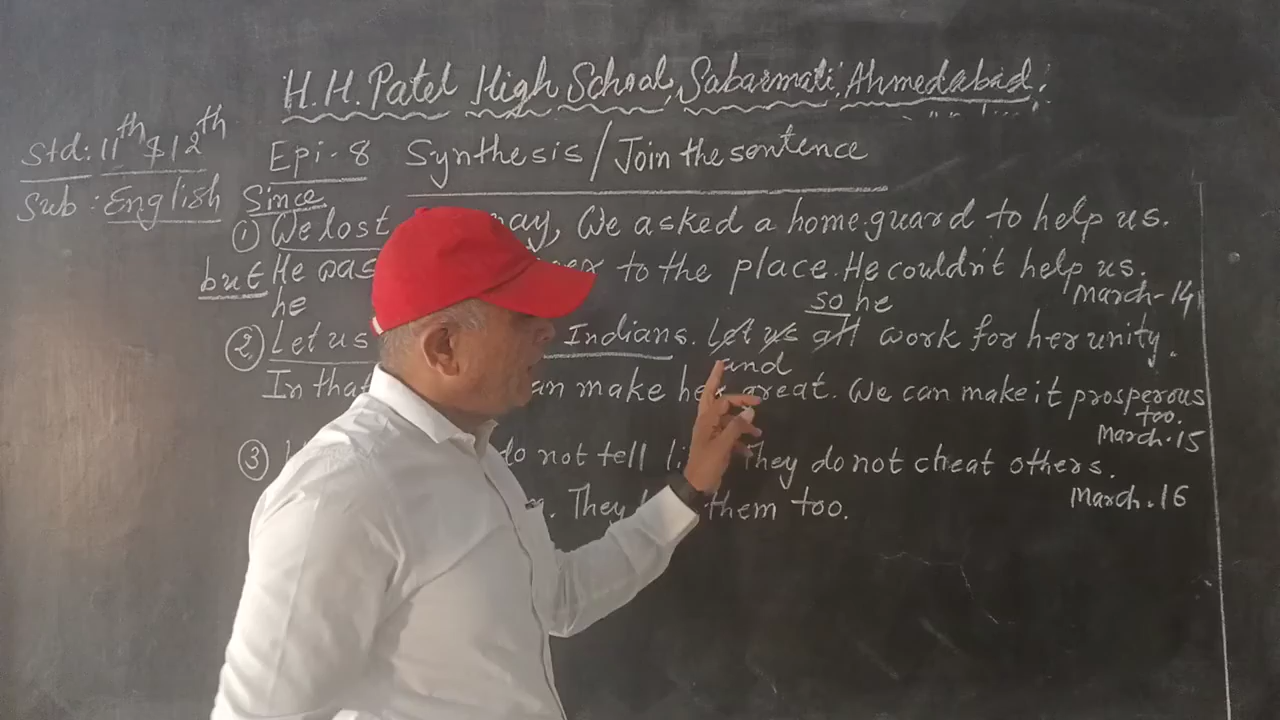 H.H. Patel High School, Sabarmati, Ahmedabad.
Std: 11th & 12th
Sub: English
Epi-8 Synthesis/Join the sentence
Since
① We lost way, We asked a home-guard to help us.
but He was to the place. He couldn't help us.
he so he March-14
② Let us Indians. Let us all work for her unity.
and
In that can make her great. We can make it prosperous
too.
March-15
③ do not tell They do not cheat others.
They them too. March-16